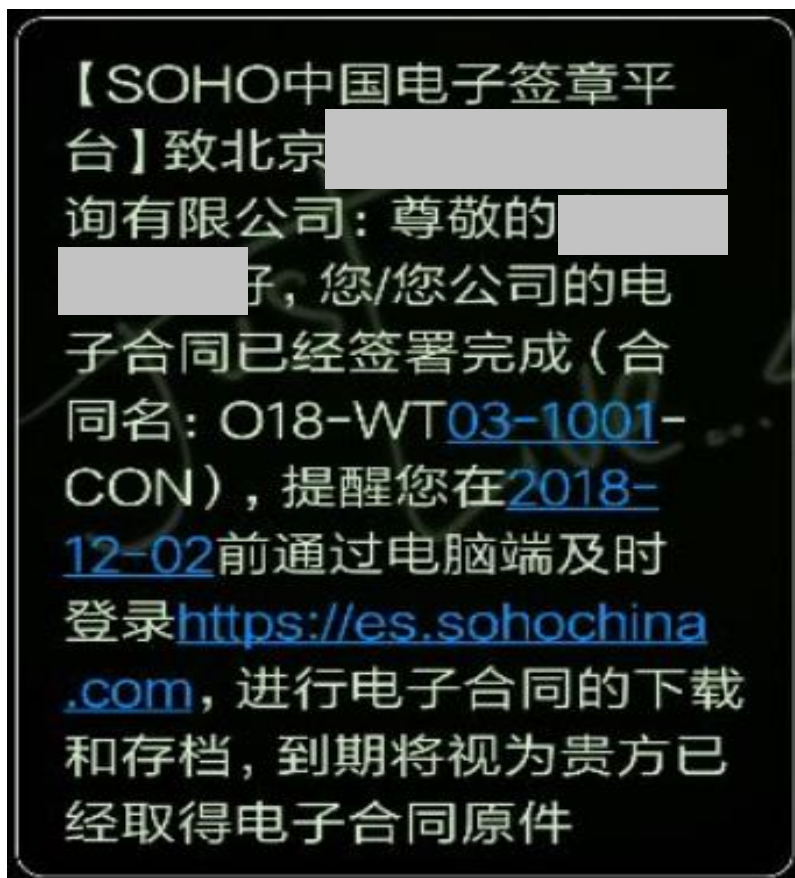 【SOHO中国电子签章平
台】致北京
询有限公司：尊敬的
好，您/您公司的电
子合同已经签署完成（合
同名：O18-WT03-1001-
CON），提醒您在2018-
12-02前通过电脑端及时
登录https://es.sohochina
.com，进行电子合同的下载
和存档，到期将视为贵方已
经取得电子合同原件